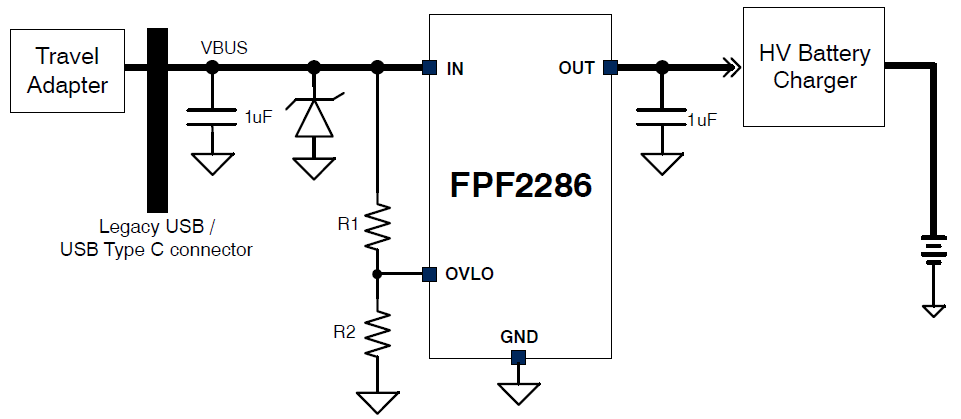 Travel
Adapter
VBUS
1uF
Legacy USB /
USB Type C connector
R1
R2
IN
OUT
FPF2286
OVLO
GND
1uF
HV Battery
Charger